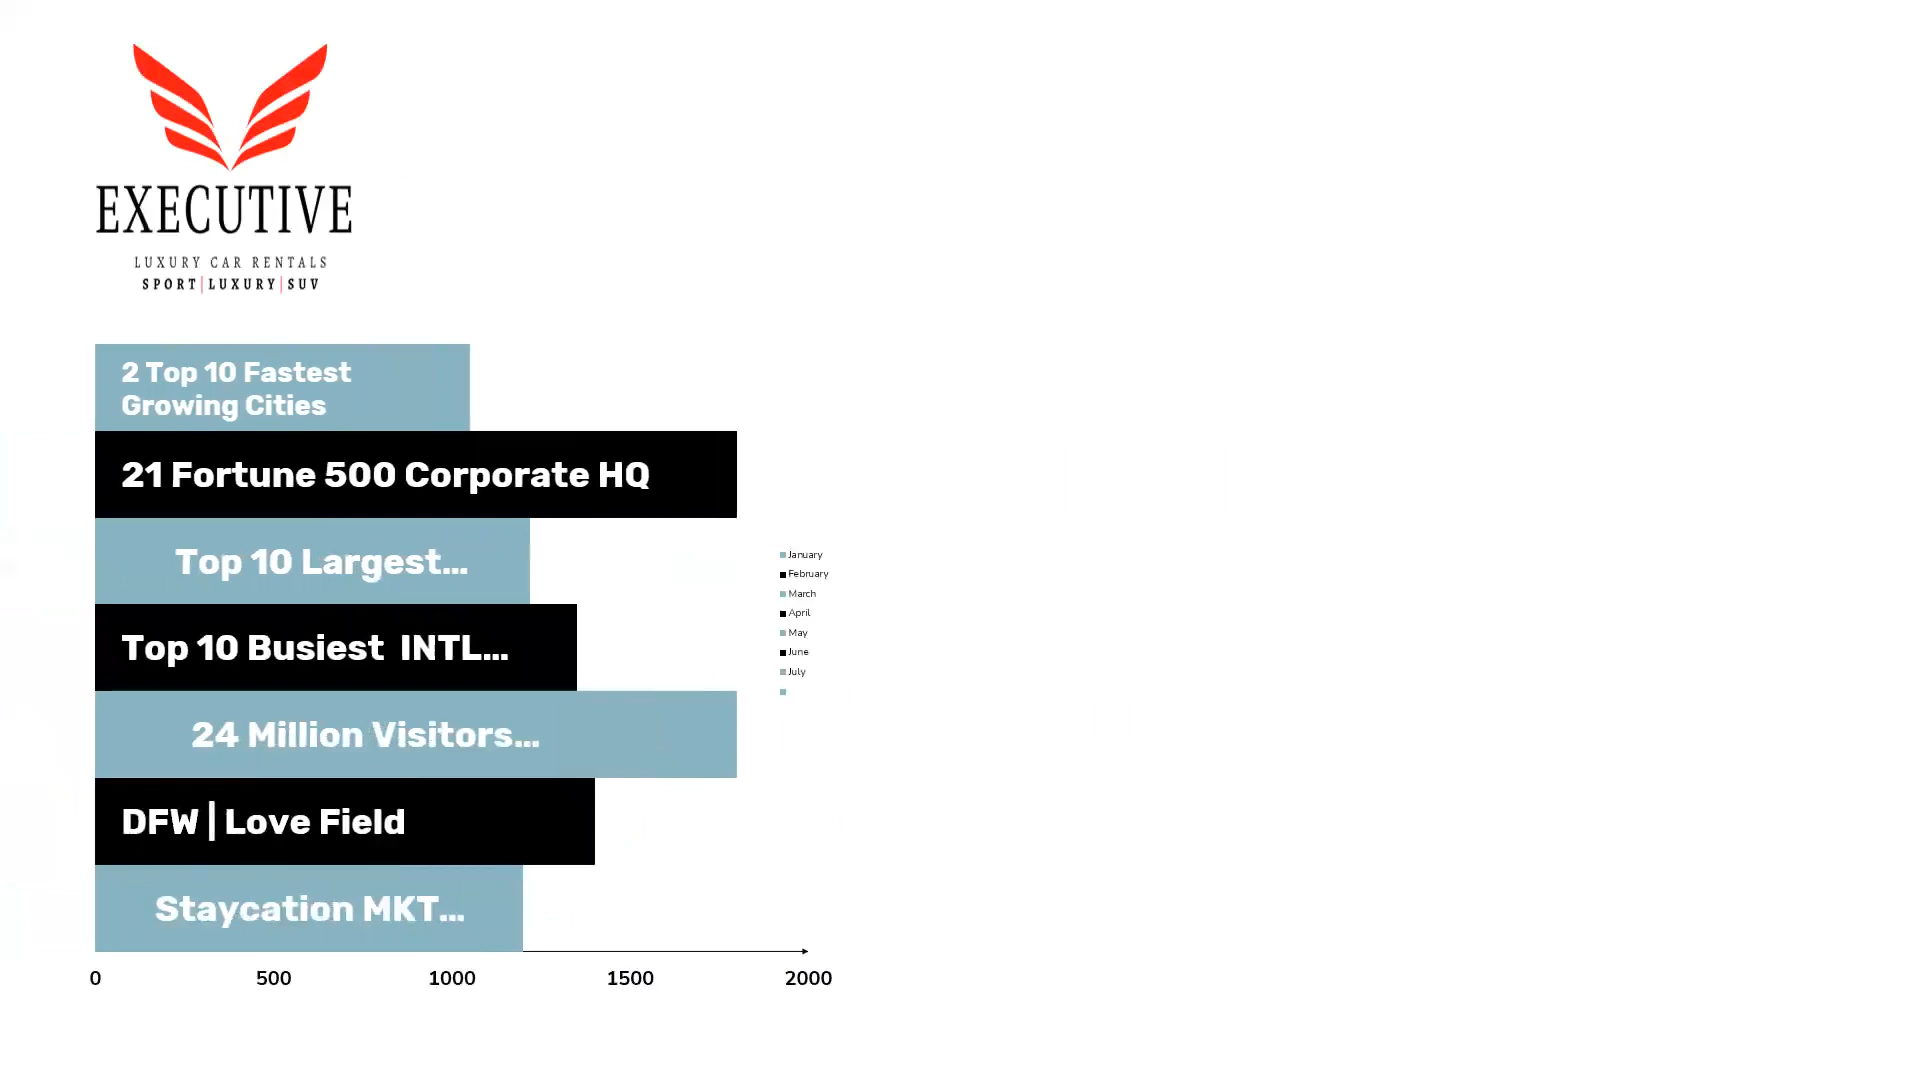 EXECUTIVE
LUXURY CAR RENTALS
SPORT|LUXURY|SUV
2 Top 10 Fastest
Growing Cities
21 Fortune 500 Corporate HQ
Top 10 Largest...
Top 10 Busiest  INTL...
24 Million Visitors...
DFW | Love Field
Staycation MKT...
January
February
March
April
May
June
July
0 500 1000 1500 2000